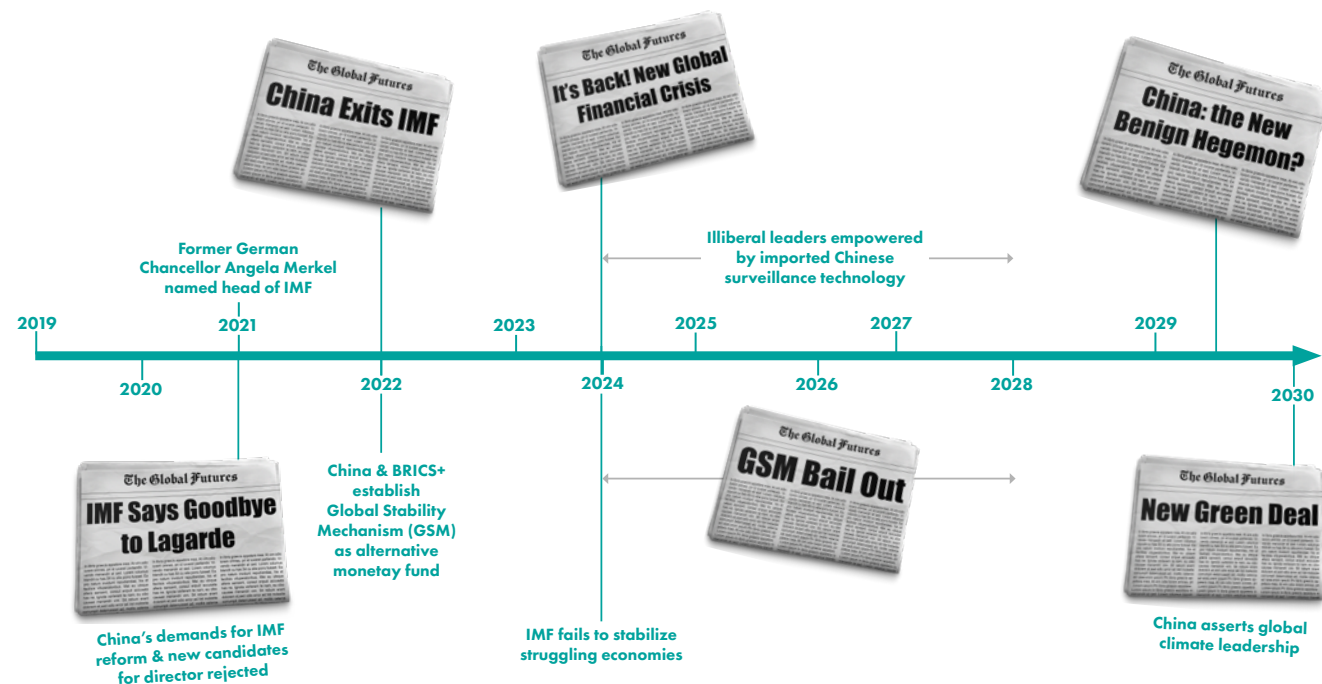 The Global Futures
China Exits IMF
The Global Futures
It's Back! New Global
Financial Crisis
The Global Futures
China: the New
Benign Hegemon?
Former German
Chancellor Angela Merkel
named head of IMF
Illiberal leaders empowered
by imported Chinese
surveillance technology
2019
2021
2023
2025
2027
2029
2020
2022
2024
2026
2028
2030
The Global Futures
IMF Says Goodbye
to Lagarde
China's demands for IMF
reform & new candidates
for director rejected
China & BRICS+
establish
Global Stability
Mechanism (GSM)
as alternative
monetay fund
IMF fails to stabilize
struggling economies
The Global Futures
GSM Bail Out
The Global Futures
New Green Deal
China asserts global
climate leadership